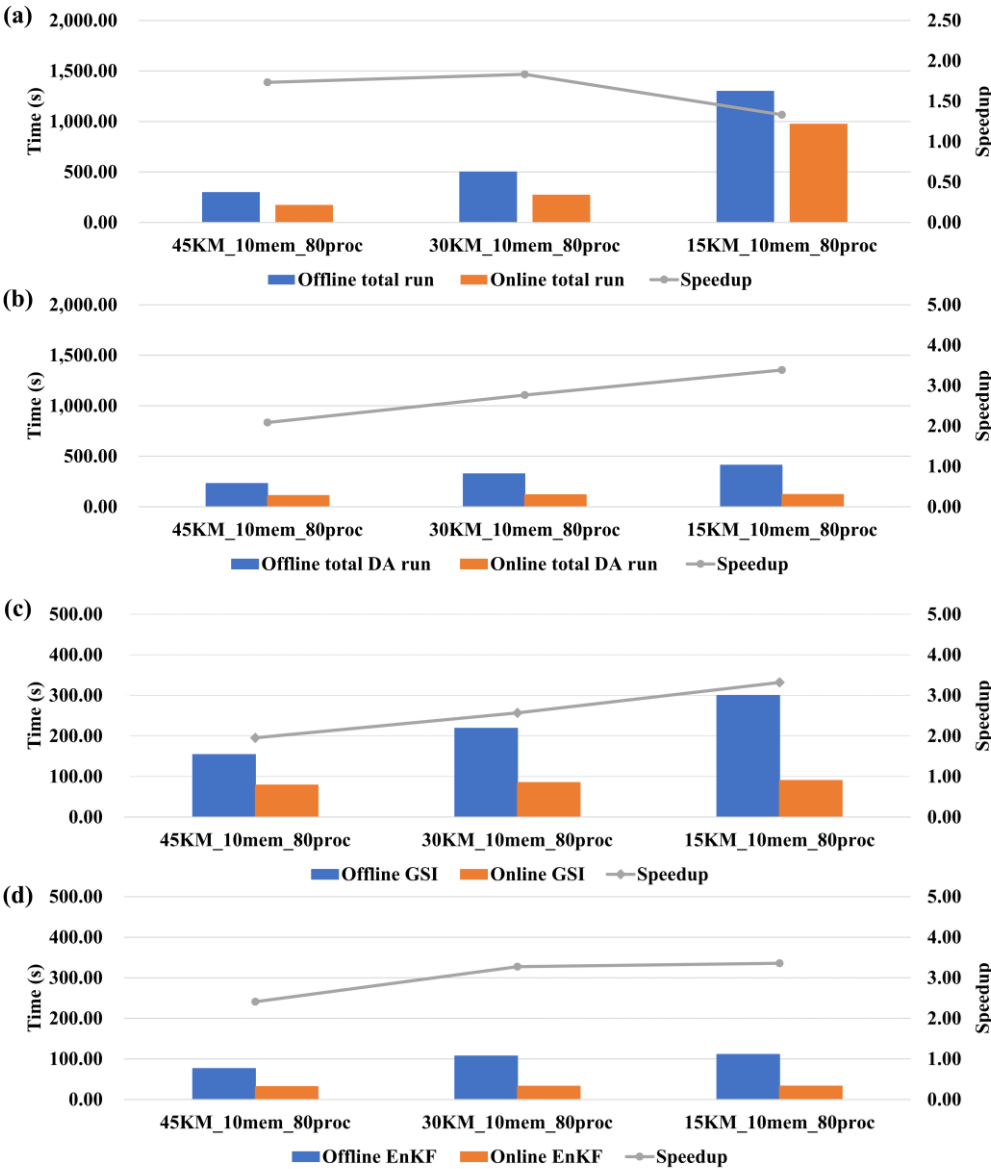 (a)
2,000.00
1,500.00
1,000.00
500.00
0.00
Time (s)
2.50
2.00
1.50
1.00
0.50
0.00
Speedup
45KM_10mem_80proc
30KM_10mem_80proc
15KM_10mem_80proc
Offline total run
Online total run
Speedup
(b)
2,000.00
1,500.00
1,000.00
500.00
0.00
Time (s)
5.00
4.00
3.00
2.00
1.00
0.00
Speedup
45KM_10mem_80proc
30KM_10mem_80proc
15KM_10mem_80proc
Offline total DA run
Online total DA run
Speedup
(c)
500.00
400.00
300.00
200.00
100.00
0.00
Time (s)
5.00
4.00
3.00
2.00
1.00
0.00
Speedup
45KM_10mem_80proc
30KM_10mem_80proc
15KM_10mem_80proc
Offline GSI
Online GSI
Speedup
(d)
500.00
400.00
300.00
200.00
100.00
0.00
Time (s)
5.00
4.00
3.00
2.00
1.00
0.00
Speedup
45KM_10mem_80proc
30KM_10mem_80proc
15KM_10mem_80proc
Offline EnKF
Online EnKF
Speedup